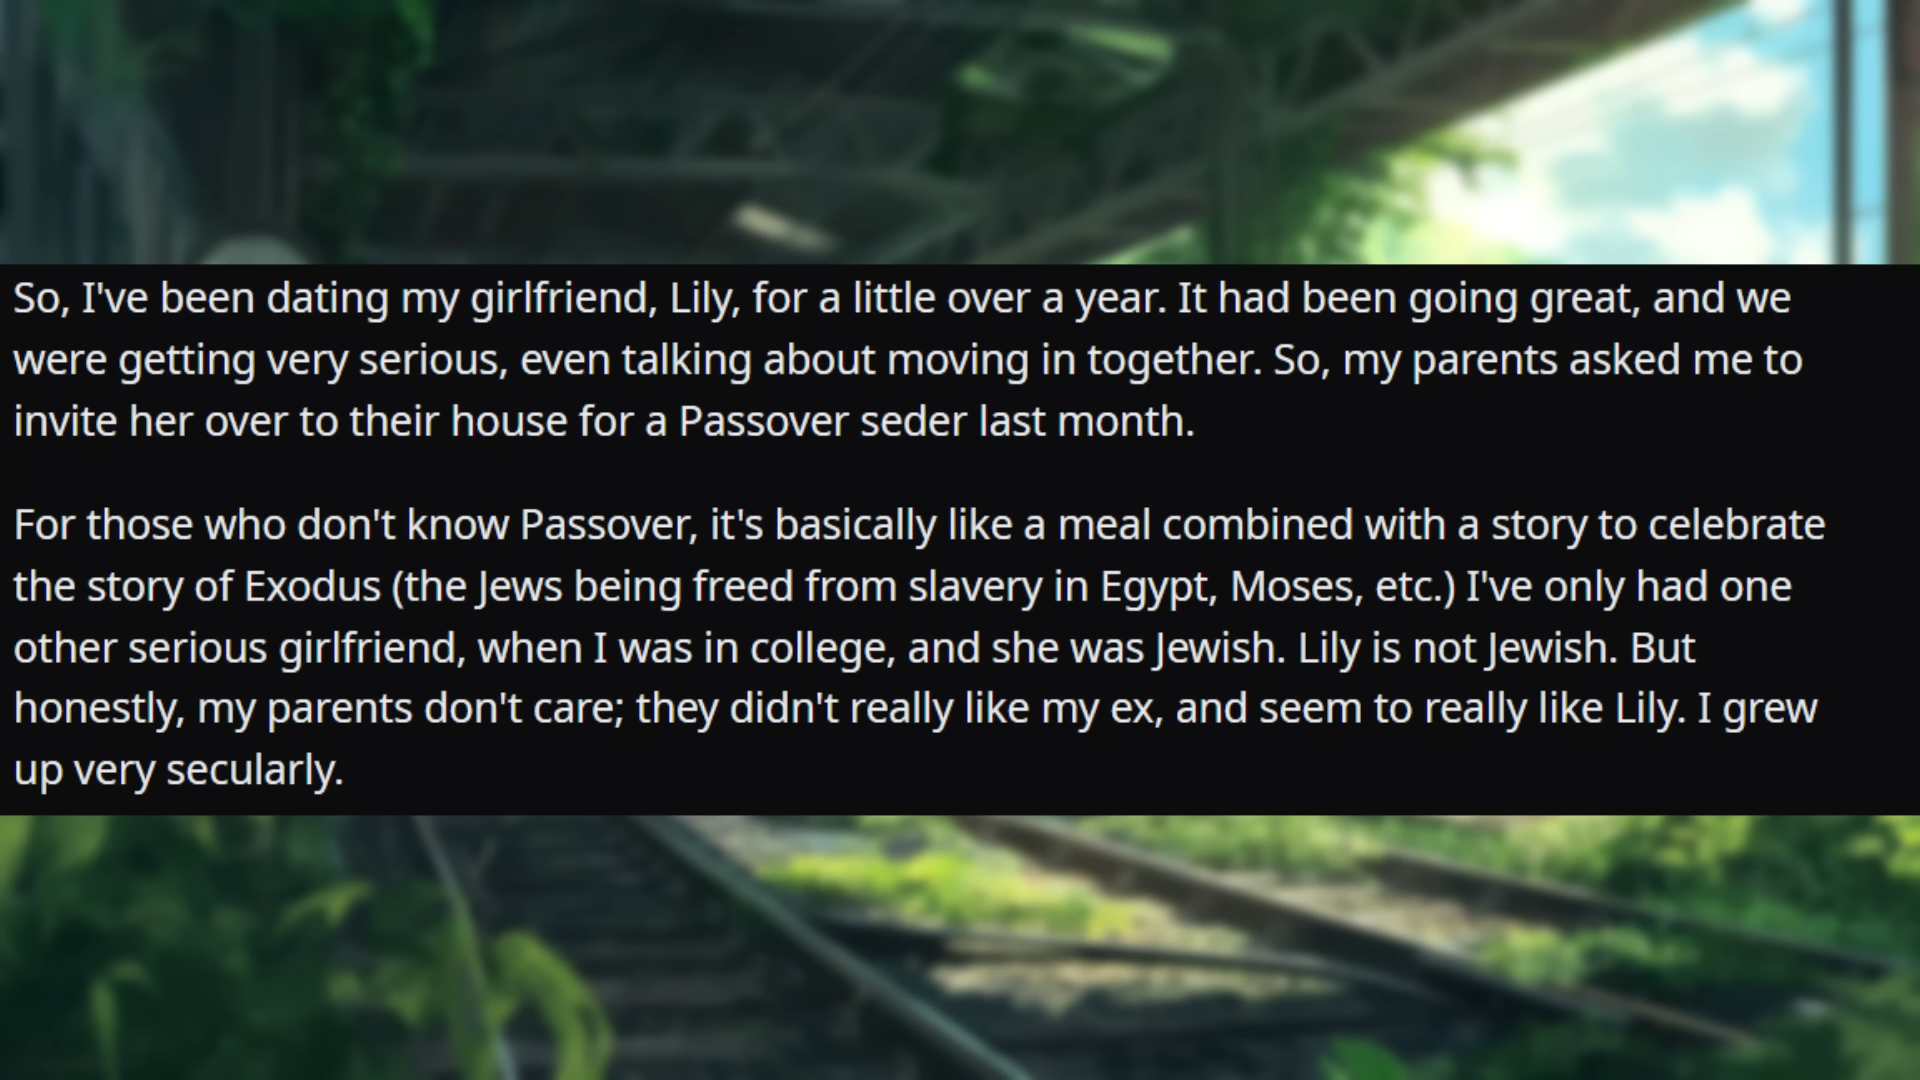 So, I've been dating my girlfriend, Lily, for a little over a year. It had been going great, and we
were getting very serious, even talking about moving in together. So, my parents asked me to
invite her over to their house for a Passover seder last month.
For those who don't know Passover, it's basically like a meal combined with a story to celebrate
the story of Exodus (the Jews being freed from slavery in Egypt, Moses, etc.) I've only had one
other serious girlfriend, when I was in college, and she was Jewish. Lily is not Jewish. But
honestly, my parents don't care; they didn't really like my ex, and seem to really like Lily. I grew
up very secularly.